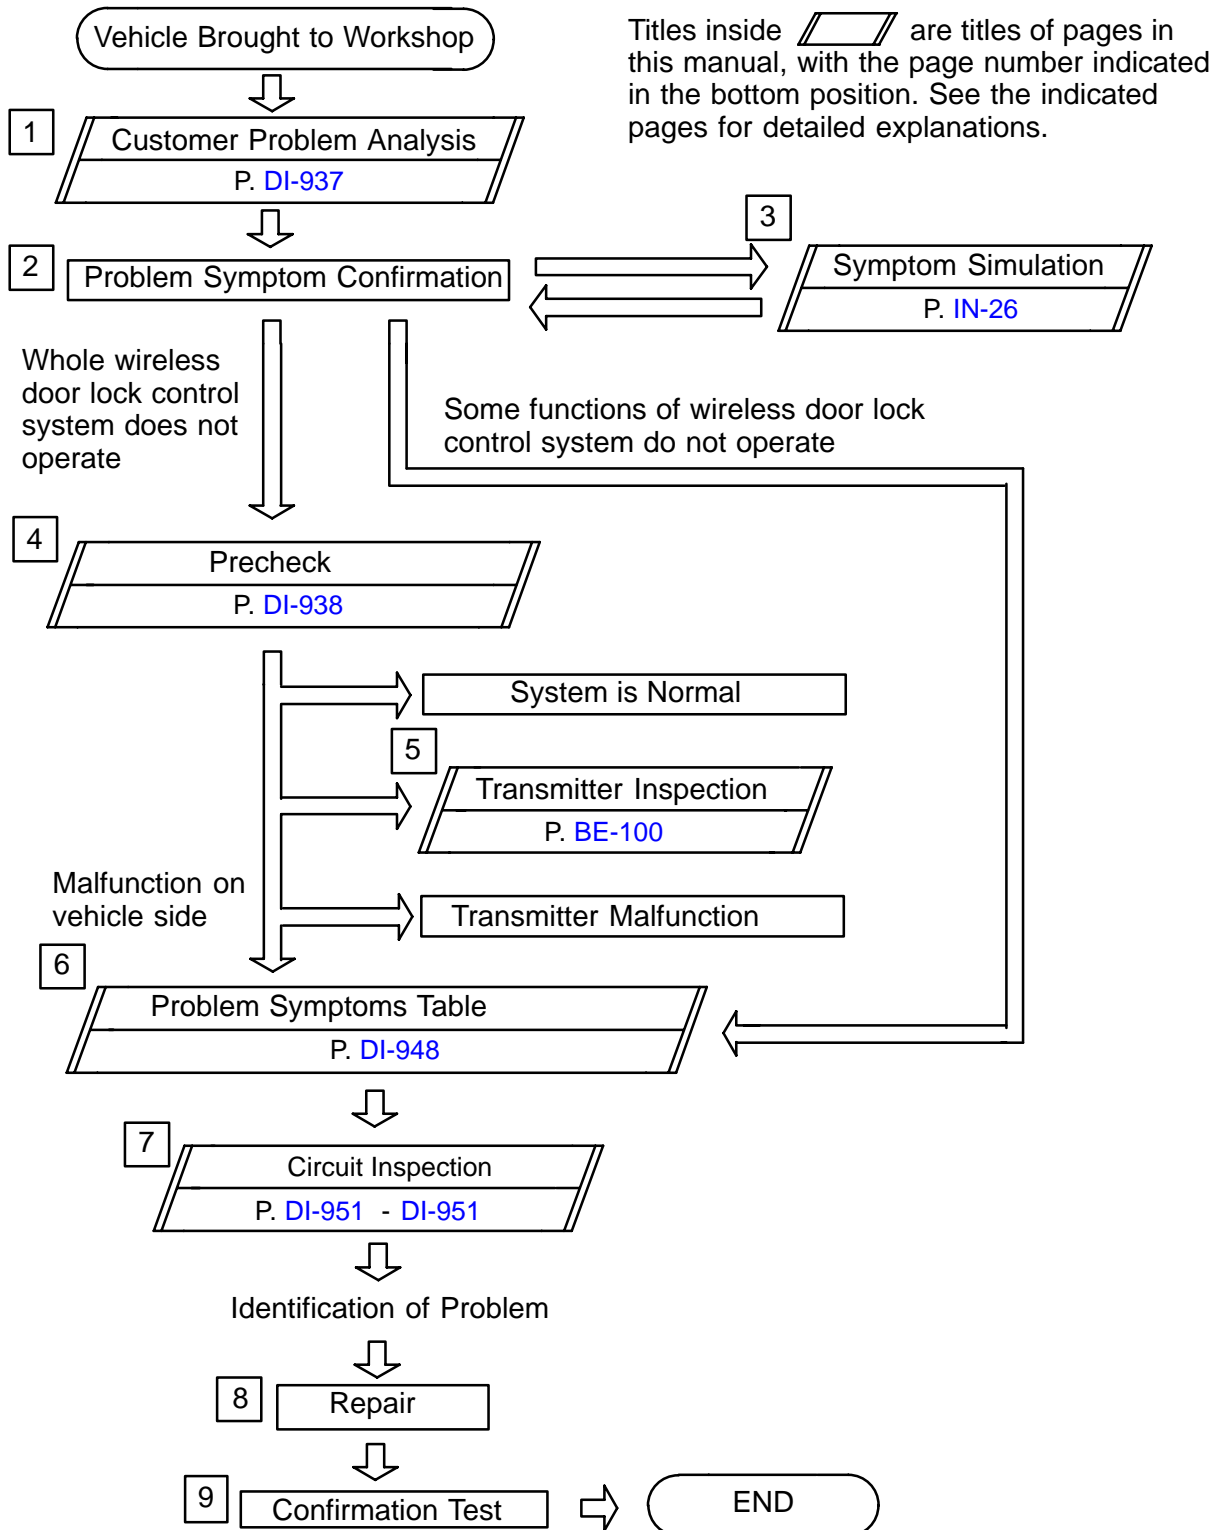 Vehicle Brought to Workshop
Titles inside are titles of pages in
this manual, with the page number indicated
in the bottom position. See the indicated
pages for detailed explanations.
1
Customer Problem Analysis
P. DI-937
2
Problem Symptom Confirmation
3
Symptom Simulation
P. IN-26
Whole wireless
door lock control
system does not
operate
Some functions of wireless door lock
control system do not operate
4
Precheck
P. DI-938
System is Normal
5
Transmitter Inspection
P. BE-100
Malfunction on
vehicle side
Transmitter Malfunction
6
Problem Symptoms Table
P. DI-948
7
Circuit Inspection
P. DI-951 - DI-951
Identification of Problem
8
Repair
9
Confirmation Test
END